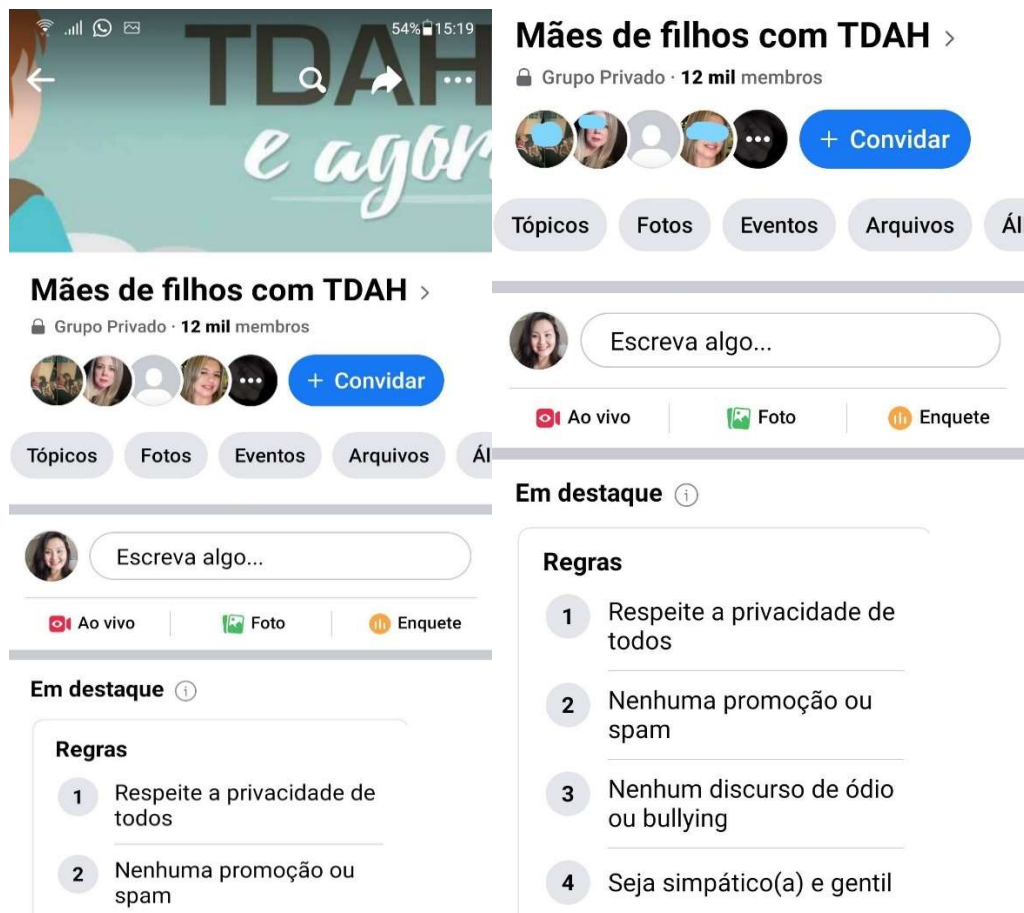 54% 15:19
TDAH
e agor
Mães de filhos com TDAH
Grupo Privado · 12 mil membros
+ Convidar
Tópicos Fotos Eventos Arquivos Ál
Escreva algo...
Ao vivo Foto Enquete
Em destaque
Regras
1 Respeite a privacidade de
todos
2 Nenhuma promoção ou
spam
Mães de filhos com TDAH
Grupo Privado · 12 mil membros
+ Convidar
Tópicos Fotos Eventos Arquivos Ál
Escreva algo...
Ao vivo Foto Enquete
Em destaque
Regras
1 Respeite a privacidade de
todos
2 Nenhuma promoção ou
spam
3 Nenhum discurso de ódio
ou bullying
4 Seja simpático(a) e gentil